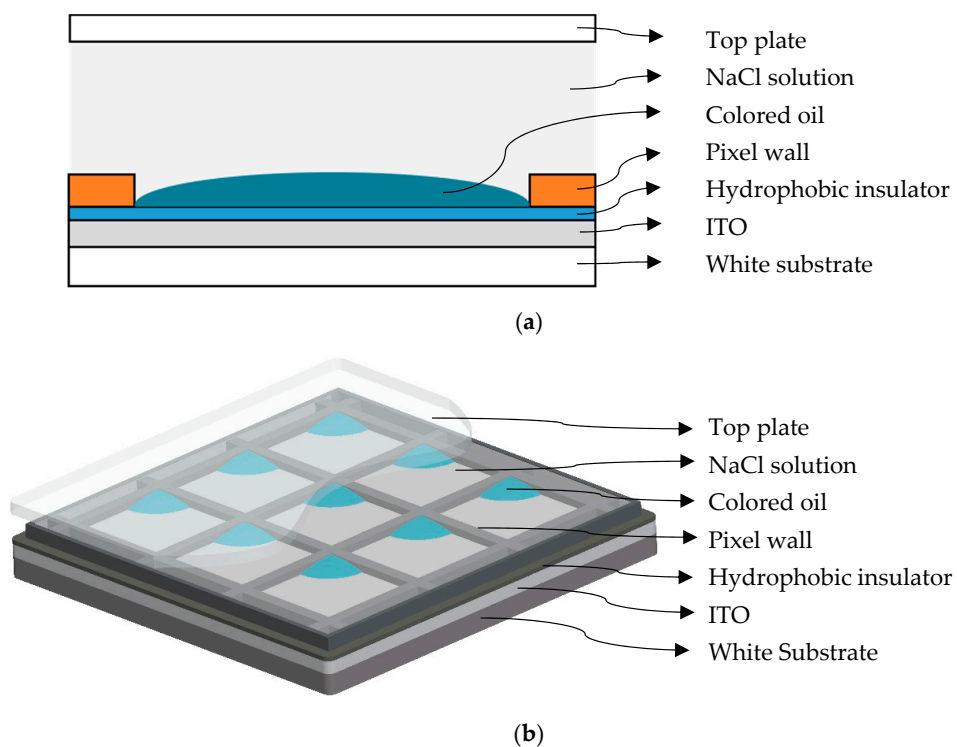 Top plate
NaCl solution
Colored oil
Pixel wall
Hydrophobic insulator
ITO
White substrate
(a)
Top plate
NaCl solution
Colored oil
Pixel wall
Hydrophobic insulator
ITO
White Substrate
(b)